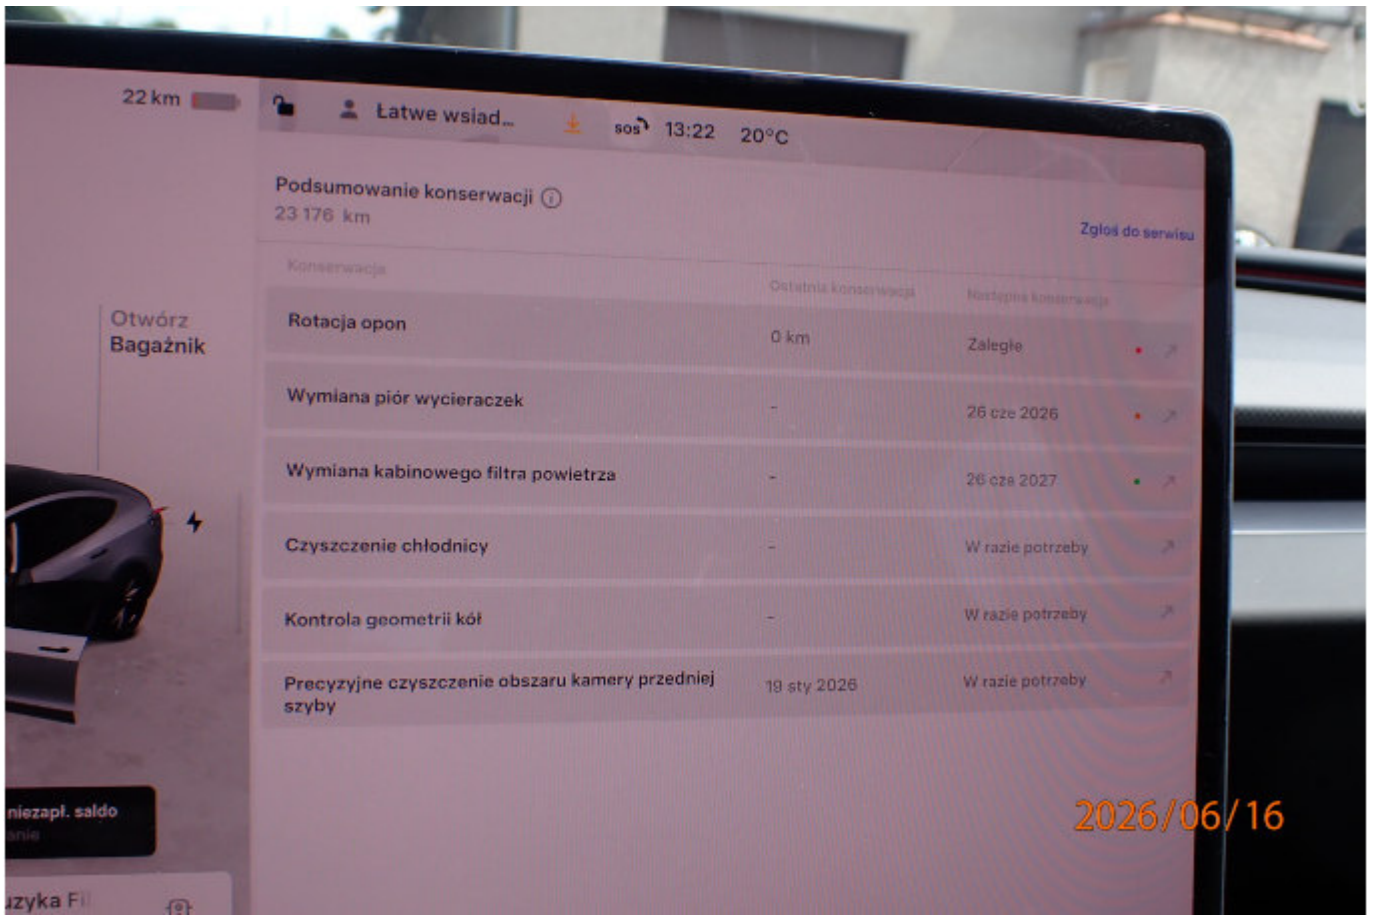 22 km
Łatwe wsiad...
sos
13:22
20°C
Podsumowanie konserwacji
23 176 km
Zgłoś do serwisu
Konserwacja
Ostatnia konserwacja
Następna konserwacja
Otwórz
Bagażnik
Rotacja opon
0 km
Zaległe
Wymiana piór wycieraczek
-
26 cze 2026
Wymiana kabinowego filtra powietrza
-
26 cze 2027
Czyszczenie chłodnicy
-
W razie potrzeby
Kontrola geometrii kół
-
W razie potrzeby
Precyzyjne czyszczenie obszaru kamery przedniej
szyby
19 sty 2026
W razie potrzeby
niezapł. saldo
anie
uzyka Fil
2026/06/16